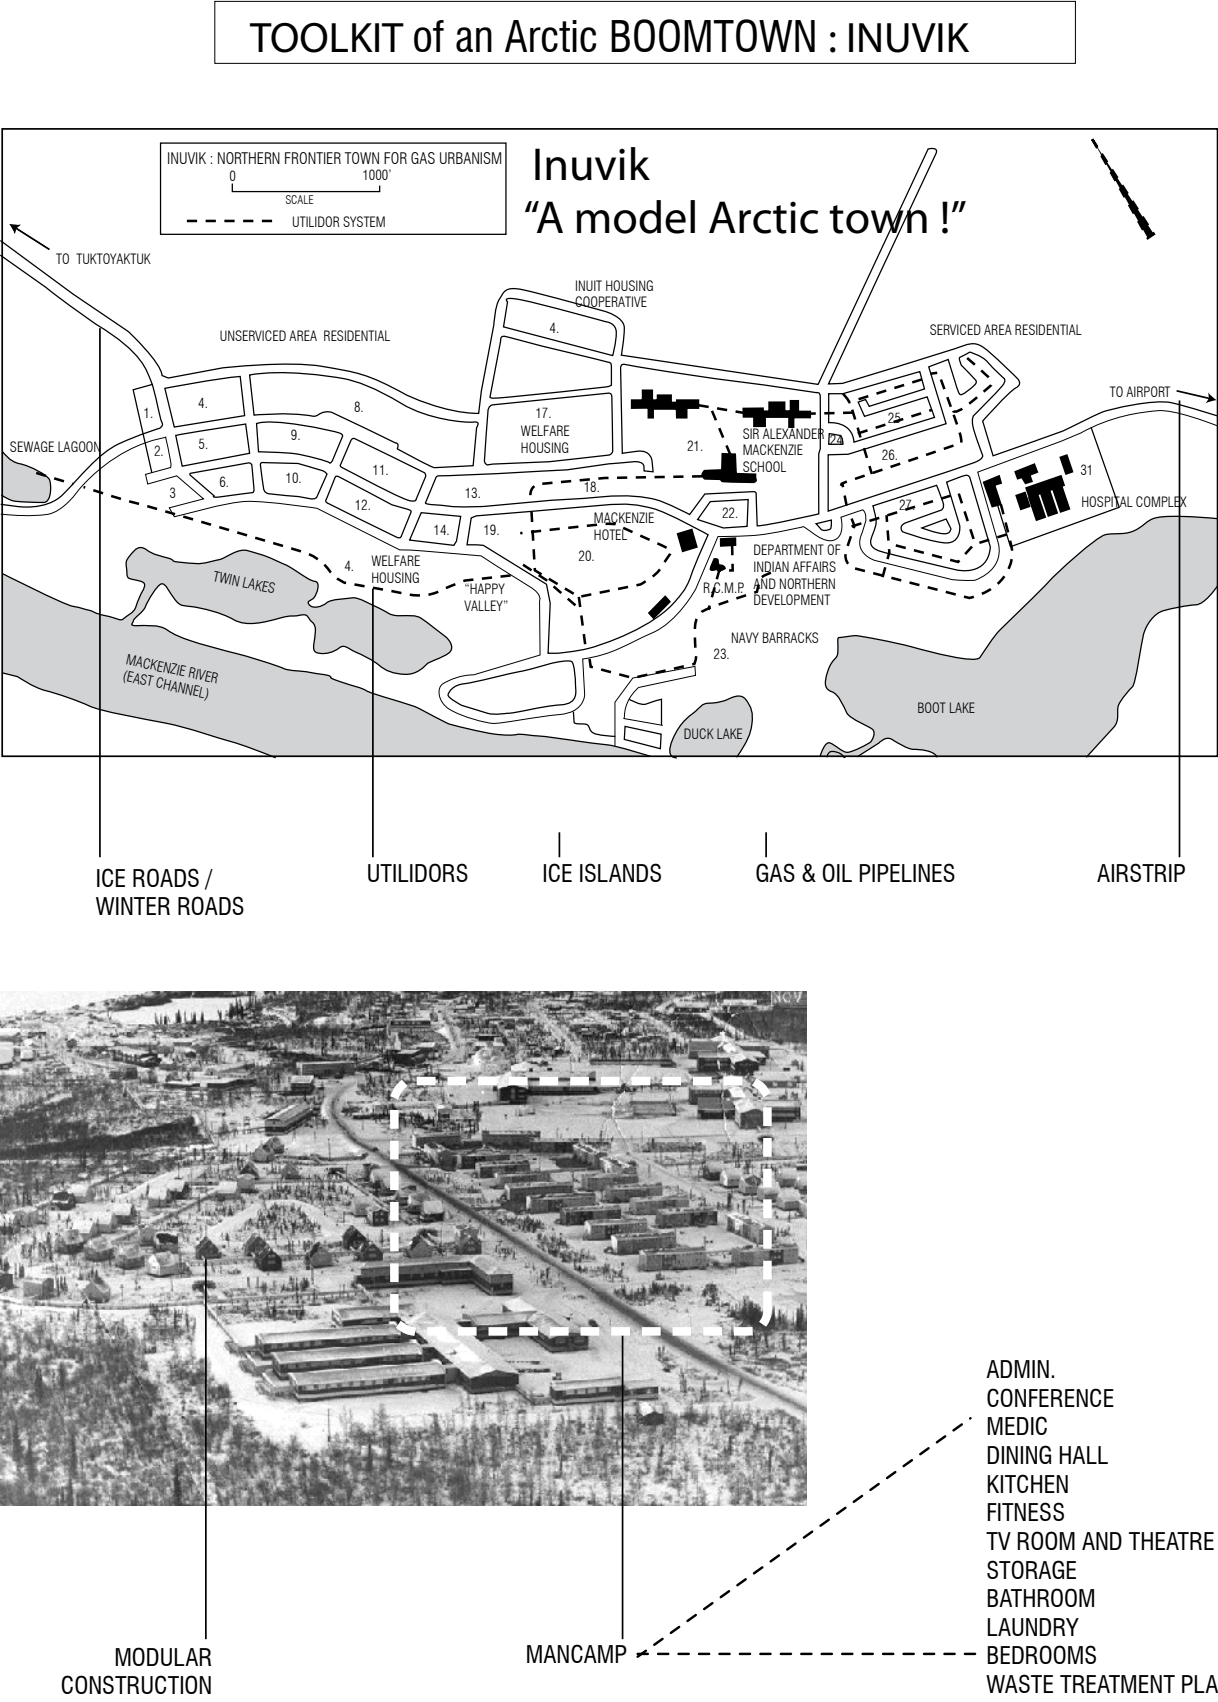 TOOLKIT of an Arctic BOOMTOWN : INUVIK
INUVIK : NORTHERN FRONTIER TOWN FOR GAS URBANISM
0 1000'
SCALE
UTILIDOR SYSTEM
Inuvik
“A model Arctic town !”
TO TUKTOYAKTUK
INUIT HOUSING
COOPERATIVE
4.
UNSERVICED AREA RESIDENTIAL
SERVICED AREA RESIDENTIAL
TO AIRPORT
1.
4.
8.
17.
WELFARE
HOUSING
25.
SEWAGE LAGOON
2.
5.
9.
21.
SIR ALEXANDER
MACKENZIE
SCHOOL
24.
26.
31
HOSPITAL COMPLEX
3
6.
10.
11.
13.
18.
12.
14.
19.
MACKENZIE
HOTEL
22.
27.
20.
4.
WELFARE
HOUSING
"HAPPY
VALLEY"
DEPARTMENT OF
INDIAN AFFAIRS
AND NORTHERN
DEVELOPMENT
R.C.M.P.
TWIN LAKES
NAVY BARRACKS
23.
MACKENZIE RIVER
(EAST CHANNEL)
BOOT LAKE
DUCK LAKE
ICE ROADS /
WINTER ROADS
UTILIDORS
ICE ISLANDS
GAS & OIL PIPELINES
AIRSTRIP
ADMIN.
CONFERENCE
MEDIC
DINING HALL
KITCHEN
FITNESS
TV ROOM AND THEATRE
STORAGE
BATHROOM
LAUNDRY
BEDROOMS
WASTE TREATMENT PLA
MODULAR
CONSTRUCTION
MANCAMP